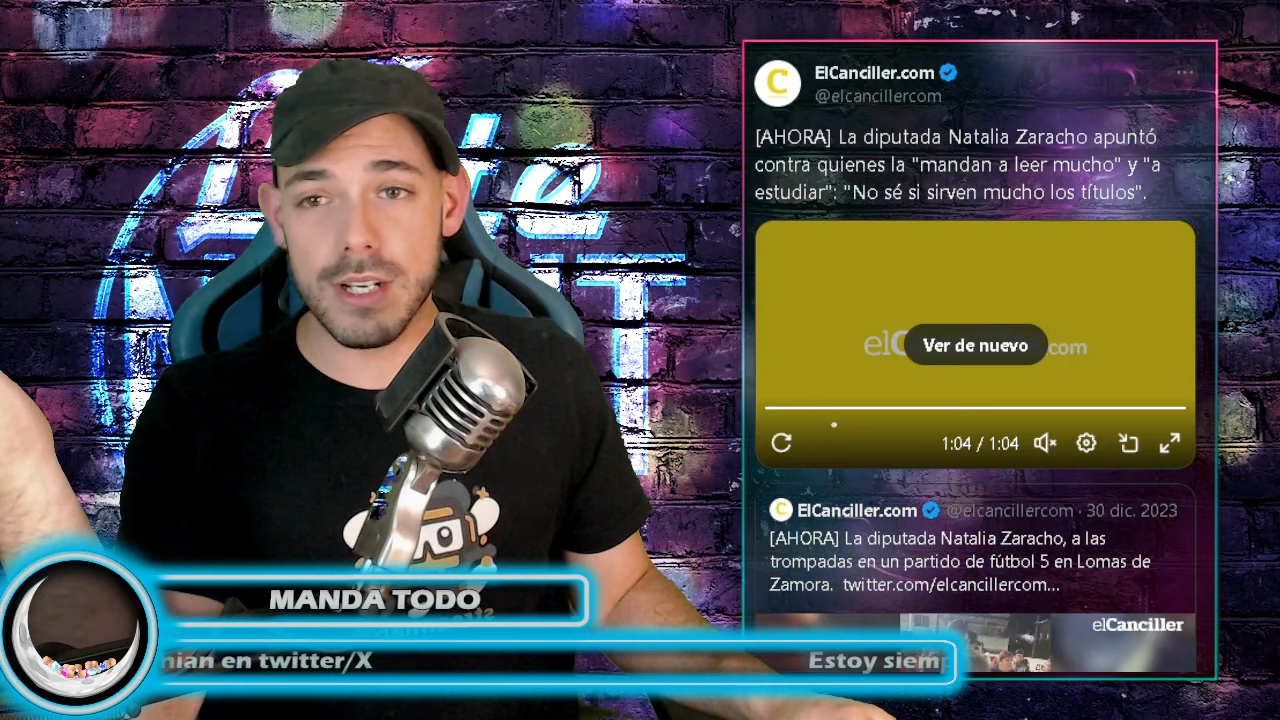 ElCanciller.com
@elcancillercom
[AHORA] La diputada Natalia Zaracho apuntó
contra quienes la "mandan a leer mucho" y "a
estudiar": "No sé si sirven mucho los títulos".
Ver de nuevo
com
1:04 / 1:04
ElCanciller.com @elcancillercom · 30 dic. 2023
[AHORA] La diputada Natalia Zaracho, a las
trompadas en un partido de fútbol 5 en Lomas de
Zamora. twitter.com/elcancillercom...
elCanciller
MANDA TODO
en twitter/X
Estoy